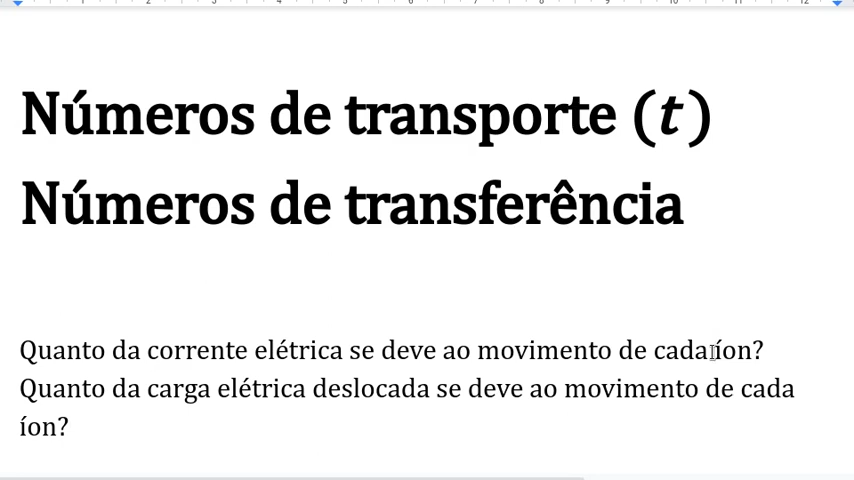 Números de transporte (t)
Números de transferência
Quanto da corrente elétrica se deve ao movimento de cada íon?
Quanto da carga elétrica deslocada se deve ao movimento de cada
íon?